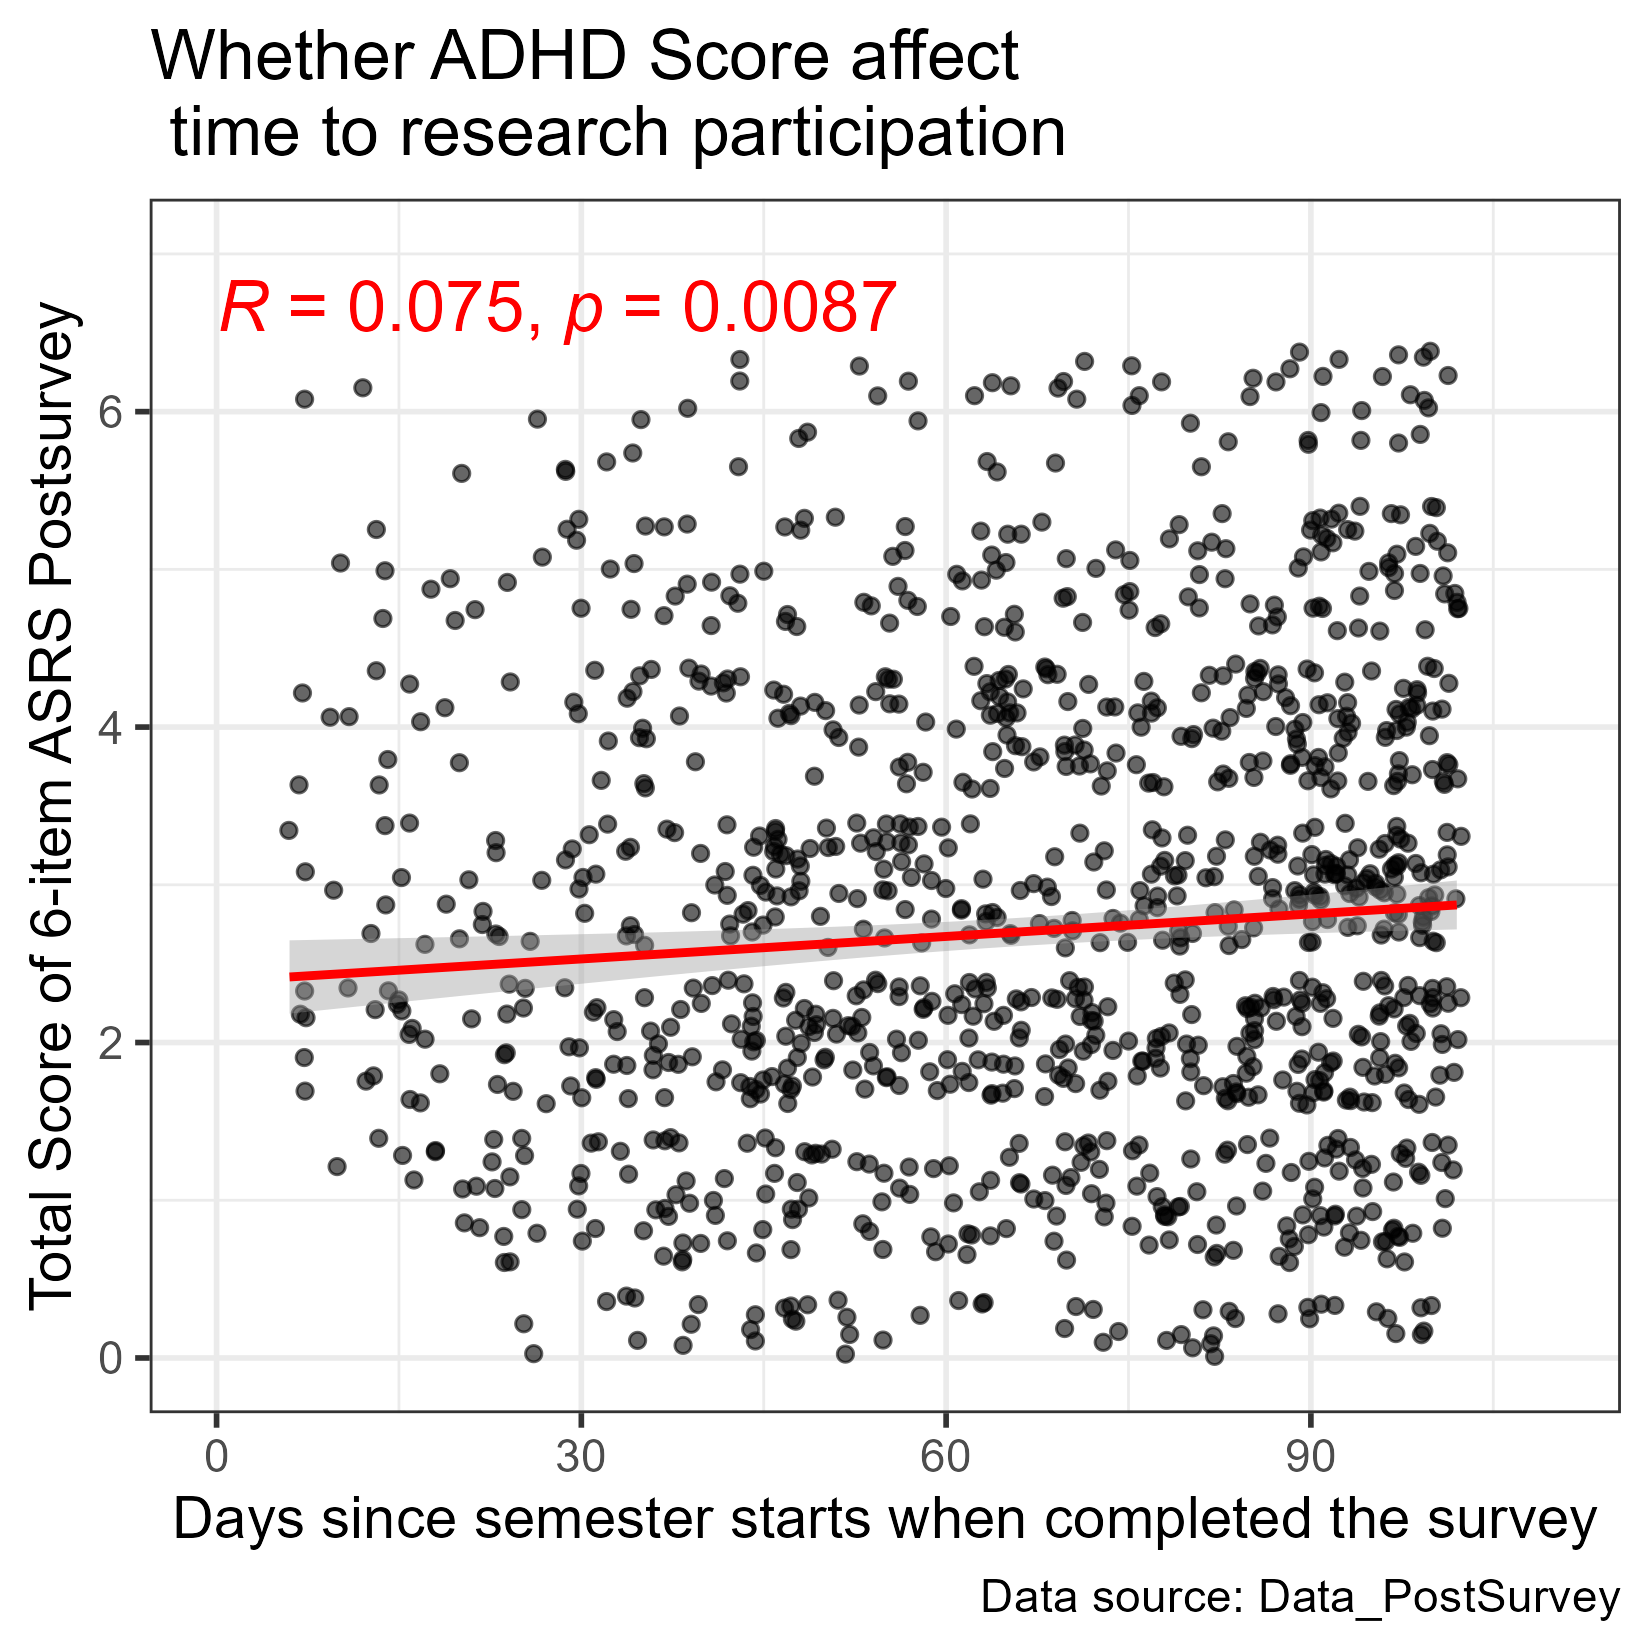 Whether ADHD Score affect
time to research participation
R = 0.075, p = 0.0087
Total Score of 6-item ASRS Postsurvey
6
4
2
0
0 30 60 90
Days since semester starts when completed the survey
Data source: Data_PostSurvey